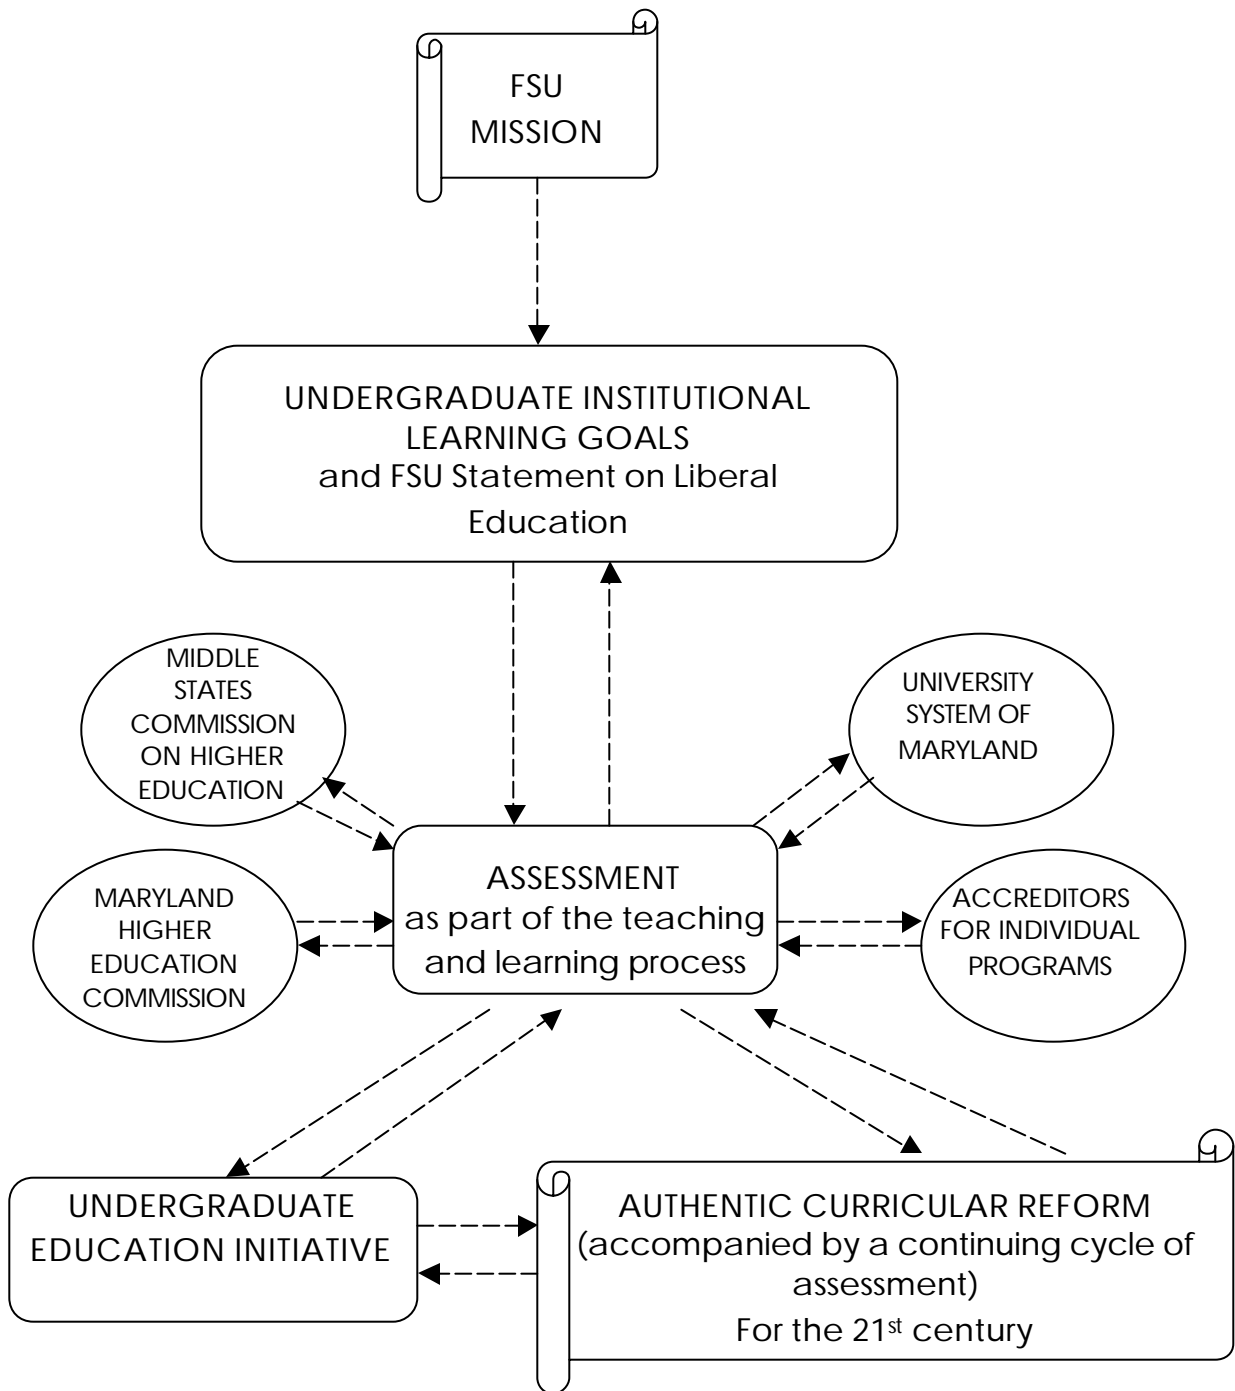 FSU
MISSION
UNDERGRADUATE INSTITUTIONAL
LEARNING GOALS
and FSU Statement on Liberal
Education
MIDDLE
STATES
COMMISSION
ON HIGHER
EDUCATION
UNIVERSITY
SYSTEM OF
MARYLAND
ASSESSMENT
as part of the teaching
and learning process
MARYLAND
HIGHER
EDUCATION
COMMISSION
ACCREDITORS
FOR INDIVIDUAL
PROGRAMS
UNDERGRADUATE
EDUCATION INITIATIVE
AUTHENTIC CURRICULAR REFORM
(accompanied by a continuing cycle of
assessment)
For the 21st century